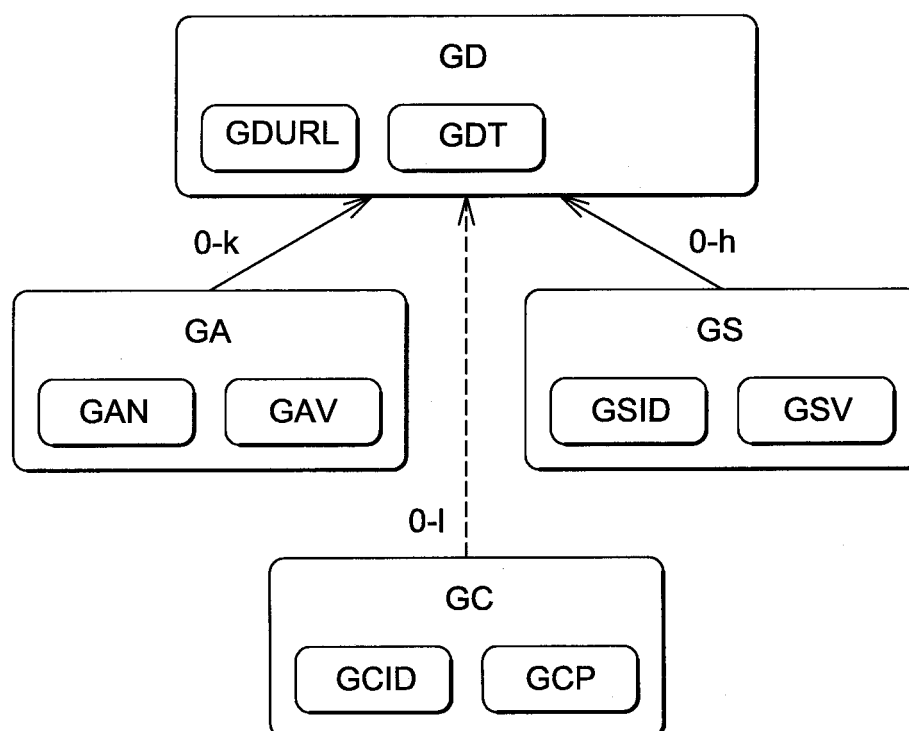 GD
GDURL
GDT
0-k
0-h
GA
GS
GAN
GAV
GSID
GSV
0-l
GC
GCID
GCP